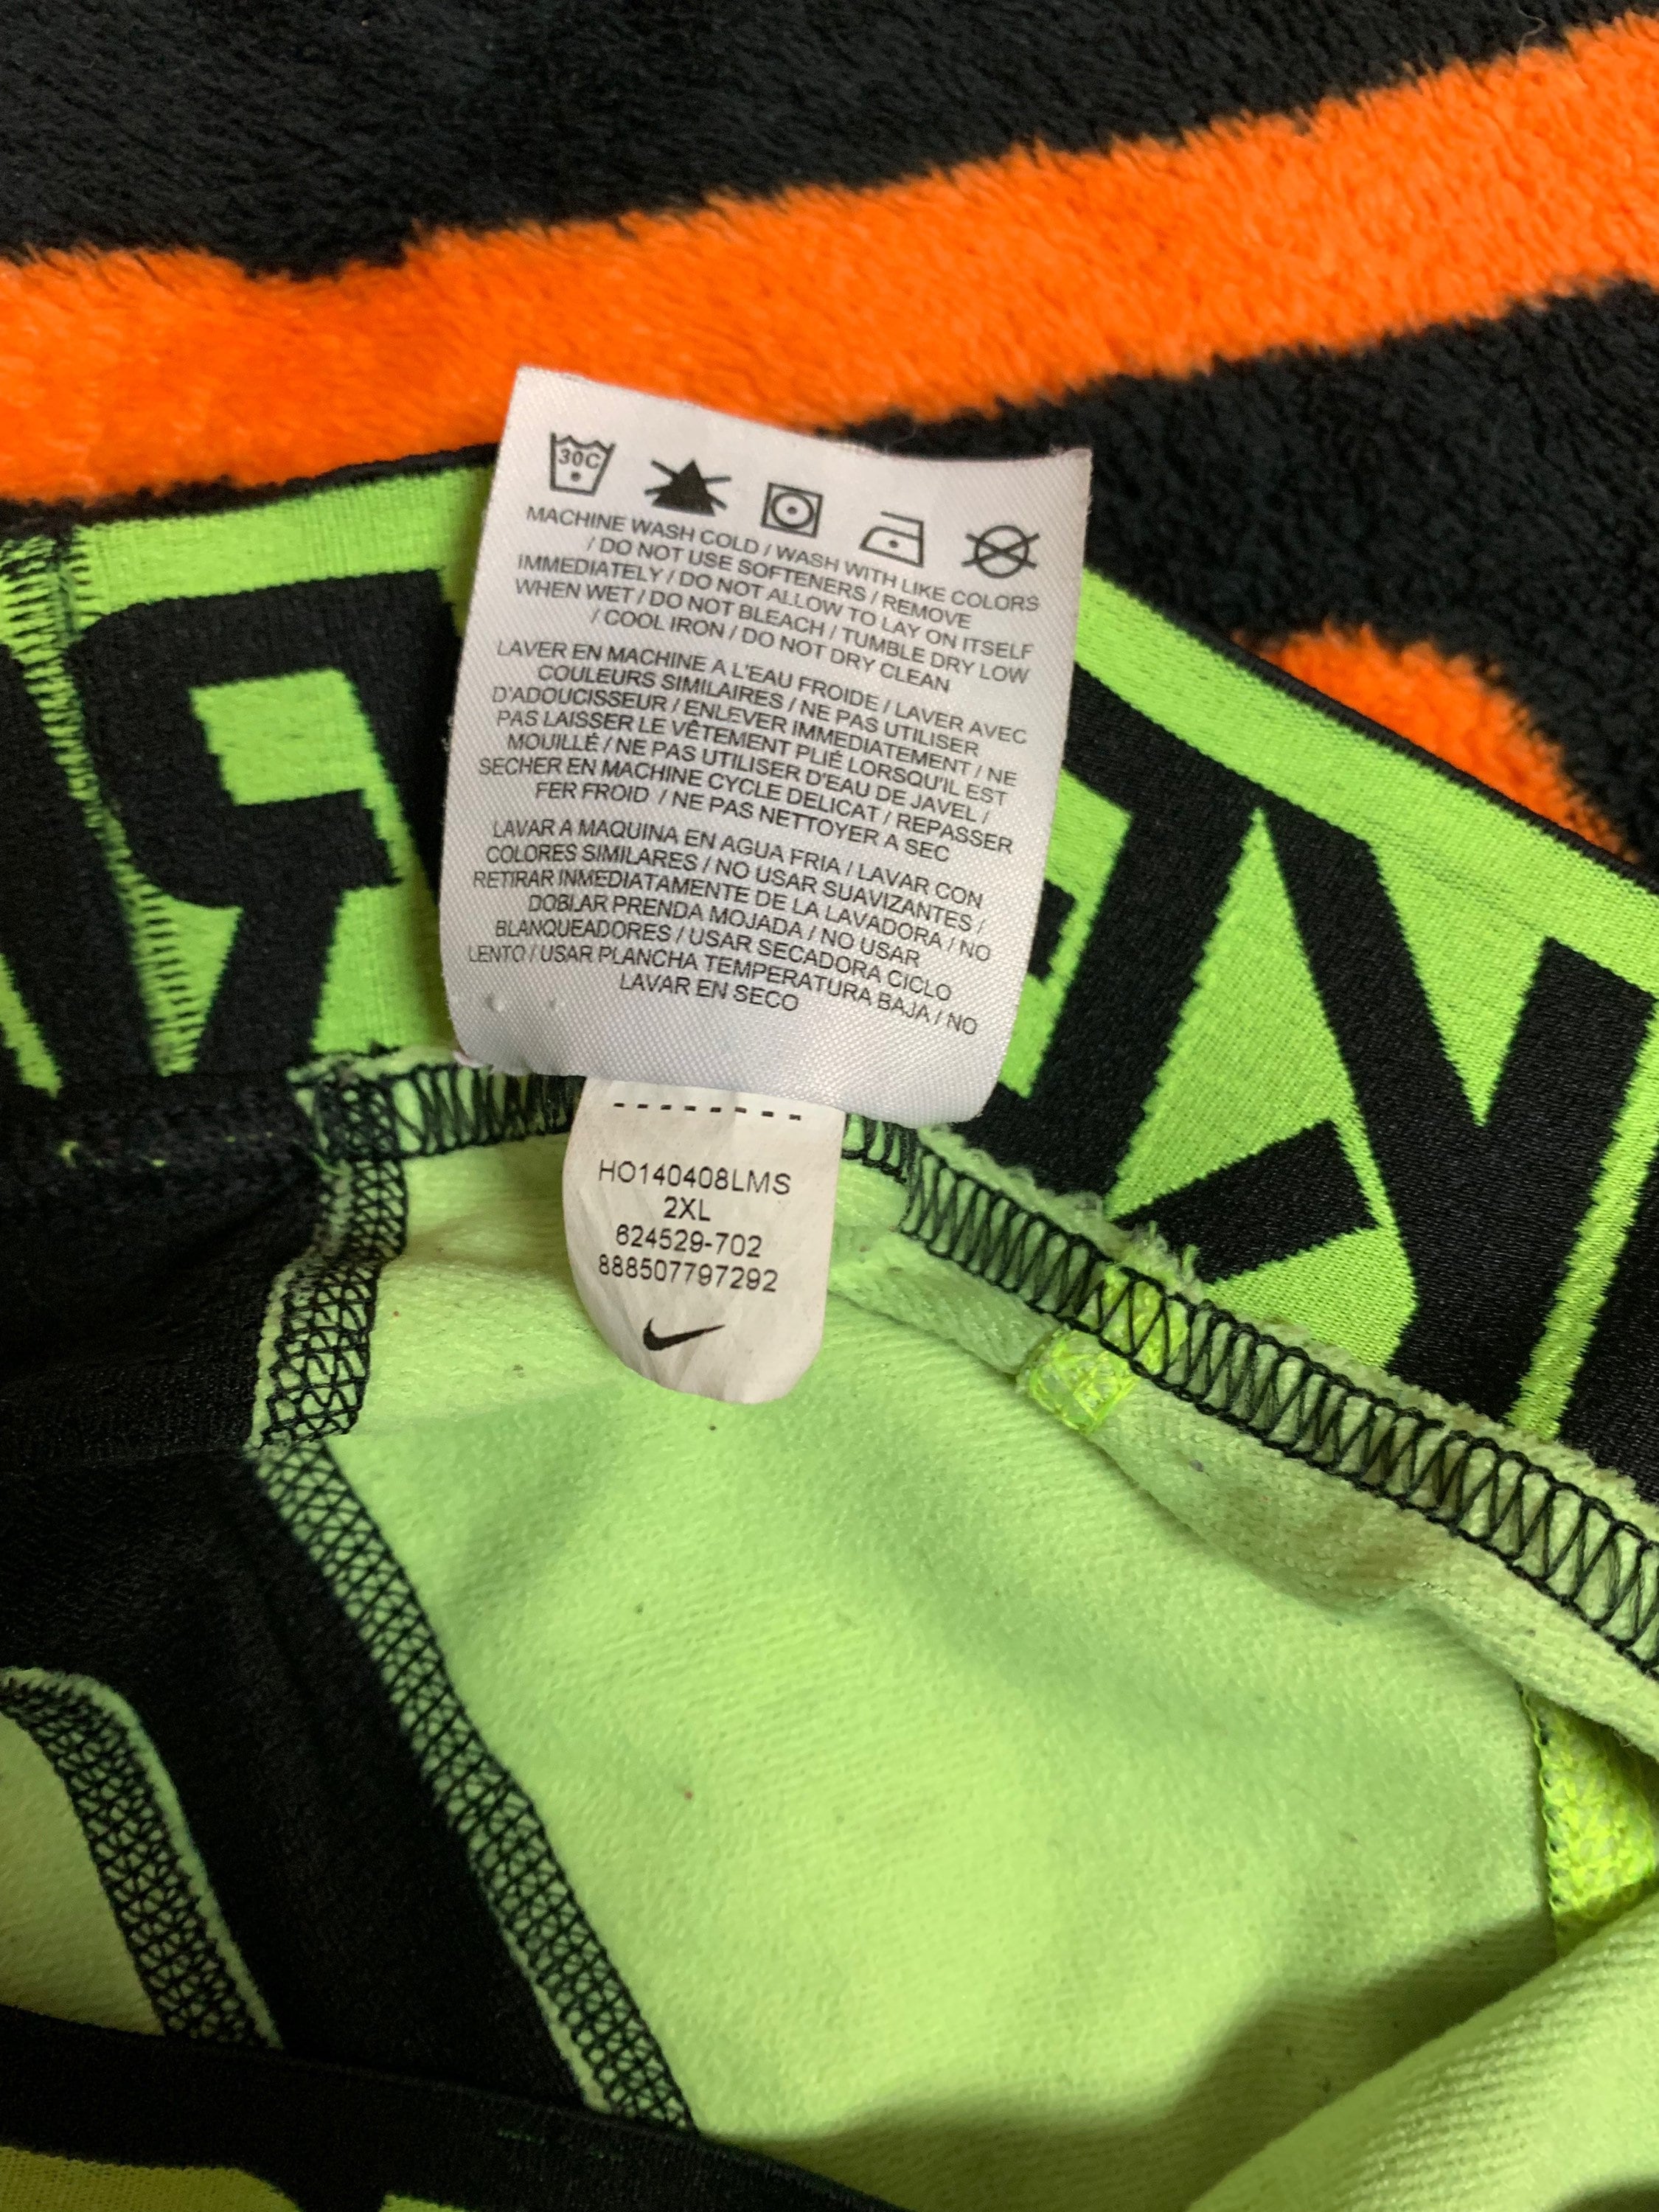 30C
MACHINE WASH COLD / WASH WITH LIKE COLORS
/ DO NOT USE SOFTENERS / REMOVE
IMMEDIATELY / DO NOT ALLOW TO LAY ON ITSELF
WHEN WET / DO NOT BLEACH / TUMBLE DRY LOW
/ COOL IRON / DO NOT DRY CLEAN
LAVER EN MACHINE A L'EAU FROIDE / LAVER AVEC
COULEURS SIMILAIRES / NE PAS UTILISER
D'ADOUCISSEUR / ENLEVER IMMEDIATEMENT / NE
PAS LAISSER LE VÊTEMENT PLIÉ LORSQU'IL EST
MOUILLÉ / NE PAS UTILISER D'EAU DE JAVEL /
SECHER EN MACHINE CYCLE DELICAT / REPASSER
FER FROID / NE PAS NETTOYER A SEC
LAVAR A MAQUINA EN AGUA FRIA / LAVAR CON
COLORES SIMILARES / NO USAR SUAVIZANTES /
RETIRAR INMEDIATAMENTE DE LA LAVADORA / NO
DOBLAR PRENDA MOJADA / NO USAR
BLANQUEADORES / USAR SECADORA CICLO
LENTO / USAR PLANCHA TEMPERATURA BAJA / NO
LAVAR EN SECO
HO140408LMS
2XL
624529-702
888507797292